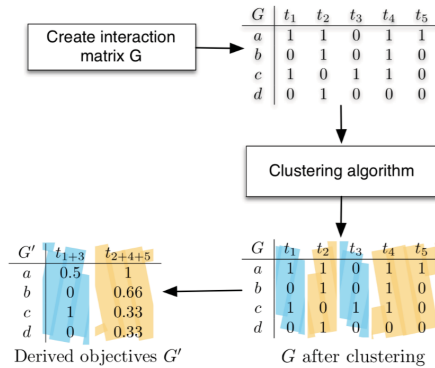 Create interaction
matrix G
G t₁ t₂ t₃ t₄ t₅
a 1 1 0 1 1
b 0 1 0 1 0
c 1 0 1 1 0
d 0 1 0 0 0
Clustering algorithm
G′ t₁₊₃ t₂₊₄₊₅
a 0.5 1
b 0 0.66
c 1 0.33
d 0 0.33
Derived objectives G′
G t₁ t₂ t₃ t₄ t₅
a 1 1 0 1 1
b 0 1 0 1 0
c 1 0 1 1 0
d 0 1 0 0 0
G after clustering